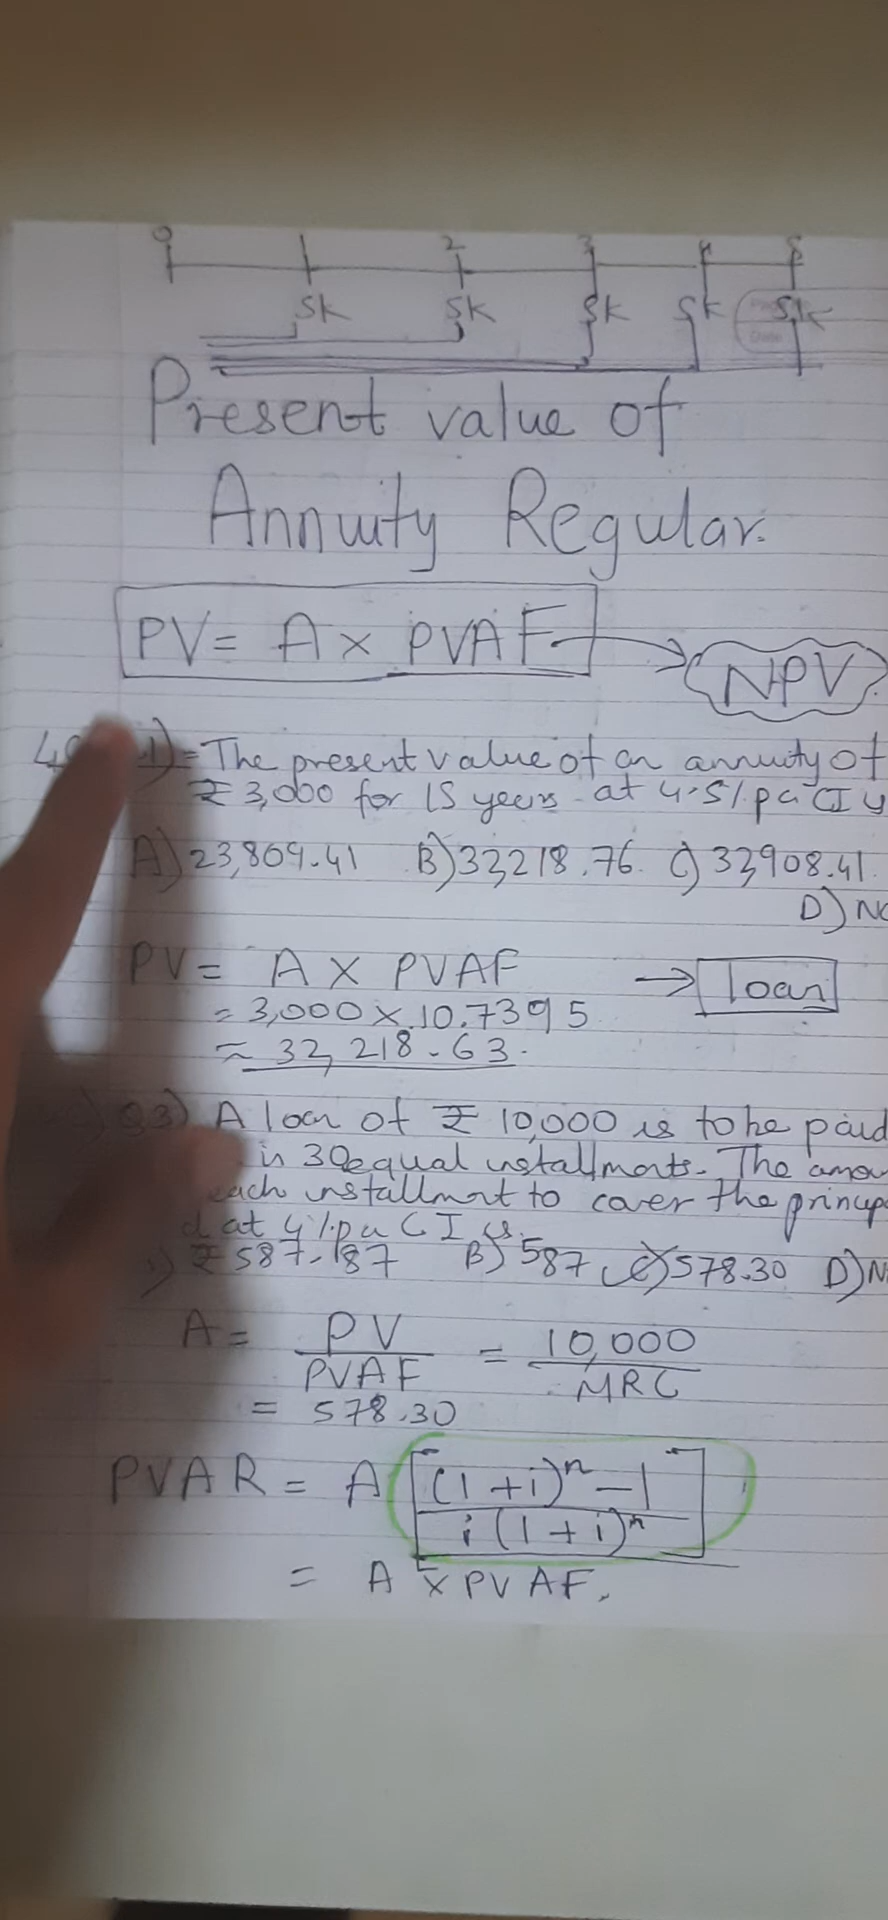 0 1 2 3 4 5
5K 5K 5K 5K 5K
Present value of
Annuity Regular.
PV = A × PVAF → NPV
1) = The present value of an annuity of
₹ 3,000 for 15 years at 4.5% pa CI
A) 23,809.41 B) 33,218.76 C) 33,908.41
D) N
PV = A × PVAF → loan
= 3,000 × 10.7395
= 32,218.63.
Q3) A loan of ₹ 10,000 is to be paid
in 30 equal installments. The amou
each installment to cover the princip
d at 4% pa CI is
₹ 587.87 B) 587 C) 578.30 D) N
A = PV / PVAF = 10,000 / MRC
= 578.30
PVAR = A [(1+i)ⁿ - 1 / i(1+i)ⁿ]
= A × PVAF.